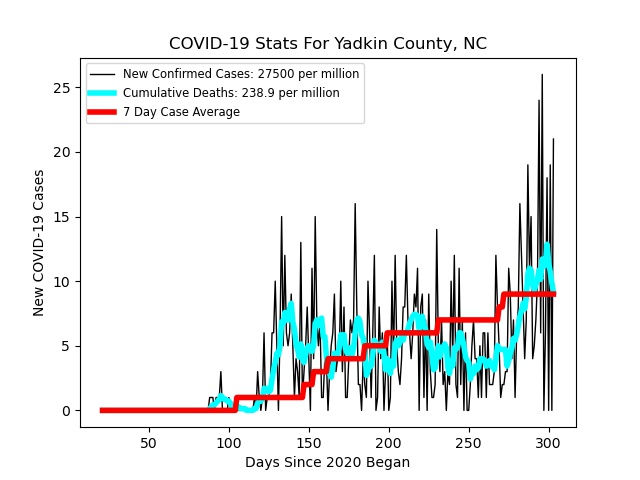 COVID-19 Stats For Yadkin County, NC
New Confirmed Cases: 27500 per million
Cumulative Deaths: 238.9 per million
7 Day Case Average
25
20
15
10
5
0
New COVID-19 Cases
50 100 150 200 250 300
Days Since 2020 Began